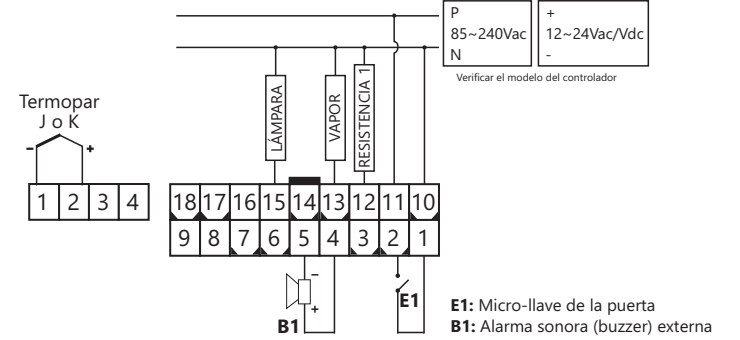 P
85~240Vac
N
+
12~24Vac/Vdc
-
Verificar el modelo del controlador
LÁMPARA
VAPOR
RESISTENCIA 1
Termopar
J o K
- +
1 2 3 4
18 17 16 15 14 13 12 11 10
9 8 7 6 5 4 3 2 1
-
+
B1
E1
E1: Micro-llave de la puerta
B1: Alarma sonora (buzzer) externa